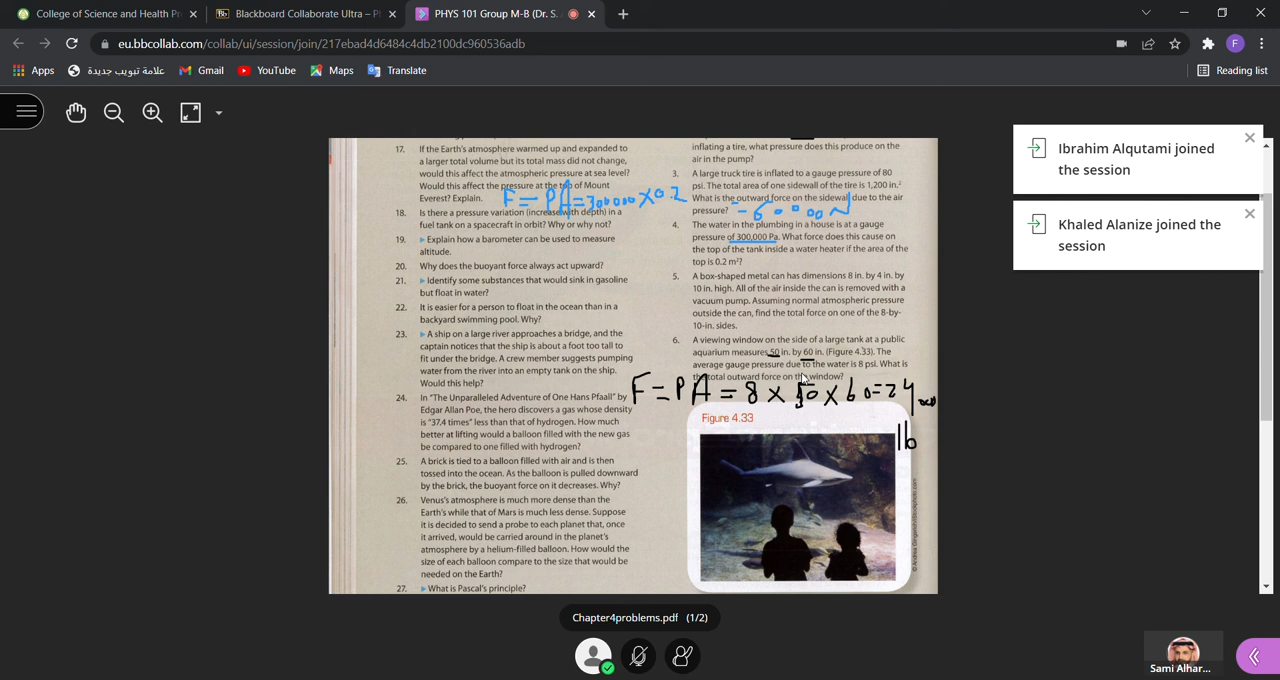 College of Science and Health Pr
Blackboard Collaborate Ultra – Pl
PHYS 101 Group M-B (Dr. S.
eu.bbcollab.com/collab/ui/session/join/217ebad4d6484c4db2100dc960536adb
F
Apps
علامة تبويب جديدة
Gmail
YouTube
Maps
Translate
Reading list
17. If the Earth's atmosphere warmed up and expanded to
a larger total volume but its total mass did not change,
would this affect the atmospheric pressure at sea level?
Would this affect the pressure at the top of Mount
Everest? Explain.
18. Is there a pressure variation (increase with depth) in a
fuel tank on a spacecraft in orbit? Why or why not?
19. ▸ Explain how a barometer can be used to measure
altitude.
20. Why does the buoyant force always act upward?
21. ▸ Identify some substances that would sink in gasoline
but float in water?
22. It is easier for a person to float in the ocean than in a
backyard swimming pool. Why?
23. ▸ A ship on a large river approaches a bridge, and the
captain notices that the ship is about a foot too tall to
fit under the bridge. A crew member suggests pumping
water from the river into an empty tank on the ship.
Would this help?
24. In "The Unparalleled Adventure of One Hans Pfaall" by
Edgar Allan Poe, the hero discovers a gas whose density
is "37.4 times" less than that of hydrogen. How much
better at lifting would a balloon filled with the new gas
be compared to one filled with hydrogen?
25. A brick is tied to a balloon filled with air and is then
tossed into the ocean. As the balloon is pulled downward
by the brick, the buoyant force on it decreases. Why?
26. Venus's atmosphere is much more dense than the
Earth's while that of Mars is much less dense. Suppose
it is decided to send a probe to each planet that, once
it arrived, would be carried around in the planet's
atmosphere by a helium-filled balloon. How would the
size of each balloon compare to the size that would be
needed on the Earth?
27. ▸ What is Pascal's principle?
inflating a tire, what pressure does this produce on the
air in the pump?
3. A large truck tire is inflated to a gauge pressure of 80
psi. The total area of one sidewall of the tire is 1,200 in.²
What is the outward force on the sidewall due to the air
pressure?
F = PA = 300000 X 0.2
= 60000 N
4. The water in the plumbing in a house is at a gauge
pressure of 300,000 Pa. What force does this cause on
the top of the tank inside a water heater if the area of the
top is 0.2 m²?
5. A box-shaped metal can has dimensions 8 in. by 4 in. by
10 in. high. All of the air inside the can is removed with a
vacuum pump. Assuming normal atmospheric pressure
outside the can, find the total force on one of the 8-by-
10-in. sides.
6. A viewing window on the side of a large tank at a public
aquarium measures 50 in. by 60 in. (Figure 4.33). The
average gauge pressure due to the water is 8 psi. What is
the total outward force on the window?
F = PA = 8 × 50 × 60 = 24000
lb
Figure 4.33
Ibrahim Alqutami joined
the session
Khaled Alanize joined the
session
Chapter4problems.pdf (1/2)
Sami Alhar...